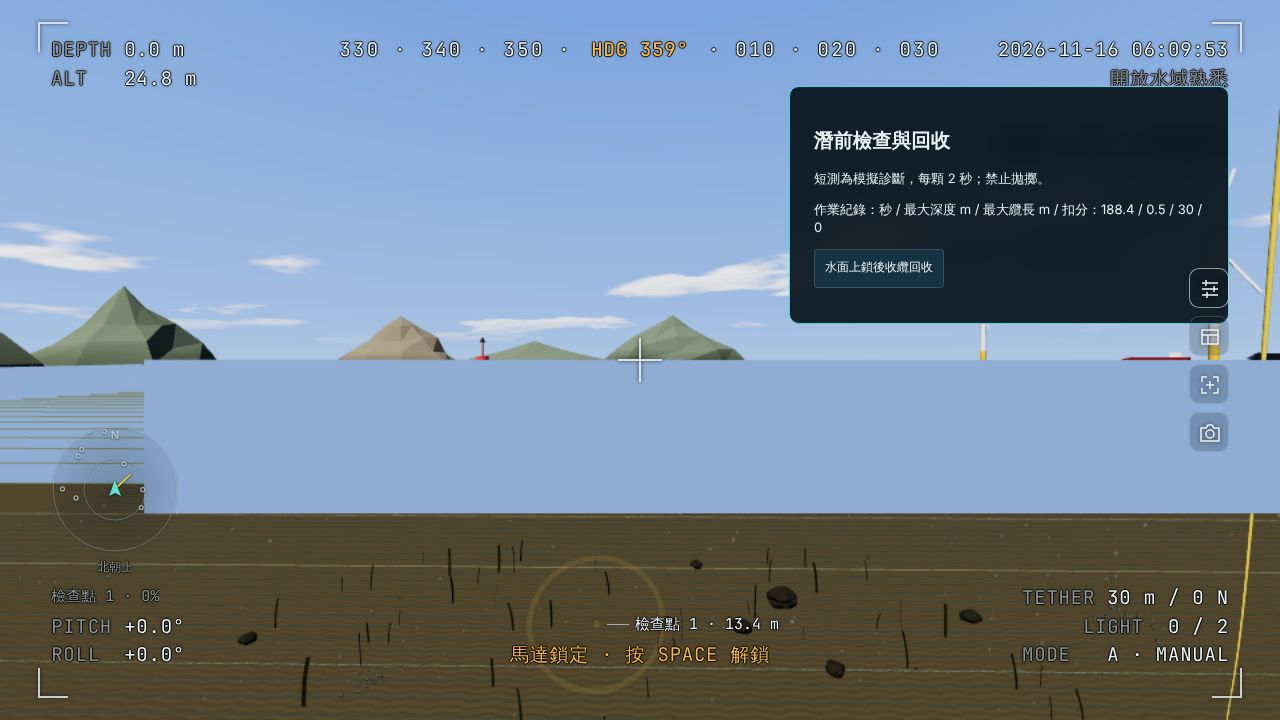 DEPTH 0.0 m
ALT 24.8 m
330 · 340 · 350 · HDG 359° · 010 · 020 · 030
2026-11-16 06:09:53
開放水域熟悉
潛前檢查與回收
短測為模擬診斷，每顆 2 秒；禁止拋擲。
作業紀錄：秒 / 最大深度 m / 最大纜長 m / 扣分：188.4 / 0.5 / 30 /
0
水面上鎖後收纜回收
N
北朝上
檢查點 1 · 0%
PITCH +0.0°
ROLL +0.0°
檢查點 1 · 13.4 m
馬達鎖定 · 按 SPACE 解鎖
TETHER 30 m / 0 N
LIGHT 0 / 2
MODE A · MANUAL